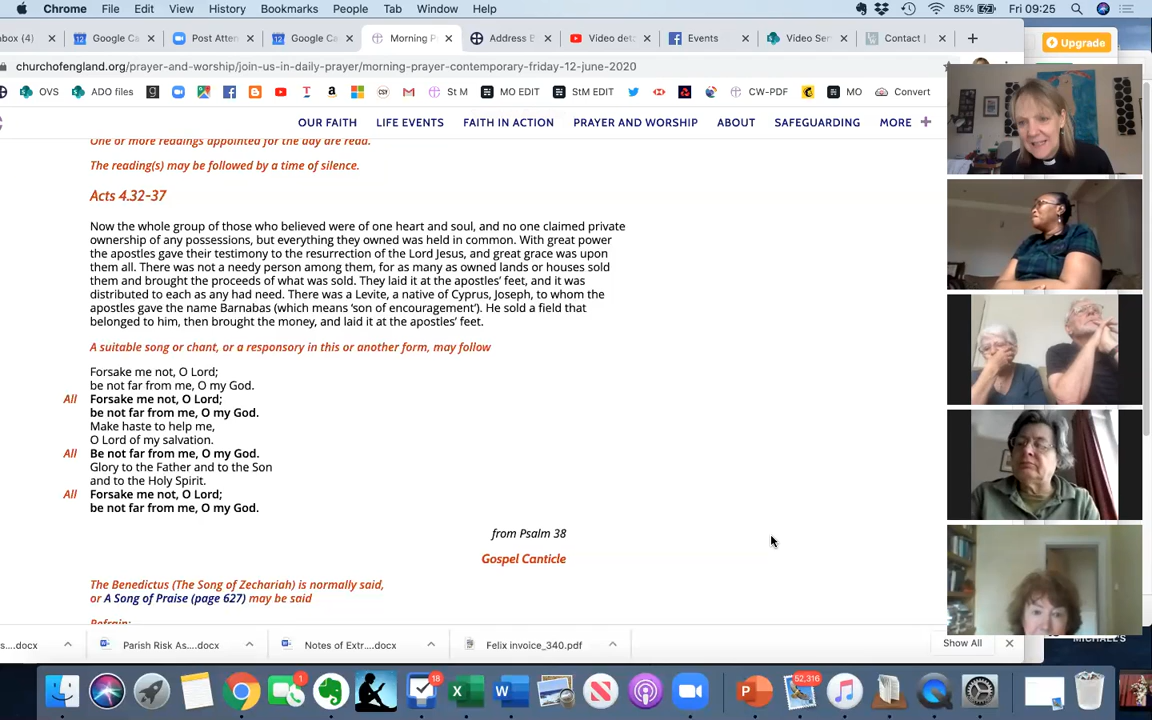 Chrome File Edit View History Bookmarks People Tab Window Help 85% Fri 09:25
nbox (4) Google Ca Post Atten Google Ca Morning P Address B Video det Events Video Ser Contact |
churchofengland.org/prayer-and-worship/join-us-in-daily-prayer/morning-prayer-contemporary-friday-12-june-2020
Upgrade
OVS ADO files St M MO EDIT StM EDIT CW-PDF MO Convert
OUR FAITH LIFE EVENTS FAITH IN ACTION PRAYER AND WORSHIP ABOUT SAFEGUARDING MORE +
One or more readings appointed for the day are read.
The reading(s) may be followed by a time of silence.
Acts 4.32-37
Now the whole group of those who believed were of one heart and soul, and no one claimed private
ownership of any possessions, but everything they owned was held in common. With great power
the apostles gave their testimony to the resurrection of the Lord Jesus, and great grace was upon
them all. There was not a needy person among them, for as many as owned lands or houses sold
them and brought the proceeds of what was sold. They laid it at the apostles' feet, and it was
distributed to each as any had need. There was a Levite, a native of Cyprus, Joseph, to whom the
apostles gave the name Barnabas (which means 'son of encouragement'). He sold a field that
belonged to him, then brought the money, and laid it at the apostles' feet.
A suitable song or chant, or a responsory in this or another form, may follow
Forsake me not, O Lord;
be not far from me, O my God.
All Forsake me not, O Lord;
be not far from me, O my God.
Make haste to help me,
O Lord of my salvation.
All Be not far from me, O my God.
Glory to the Father and to the Son
and to the Holy Spirit.
All Forsake me not, O Lord;
be not far from me, O my God.
from Psalm 38
Gospel Canticle
The Benedictus (The Song of Zechariah) is normally said,
or A Song of Praise (page 627) may be said
Refrain:
s....docx Parish Risk As....docx Notes of Extr....docx Felix invoice_340.pdf Show All
MICHAEL'S
1 18 52,316